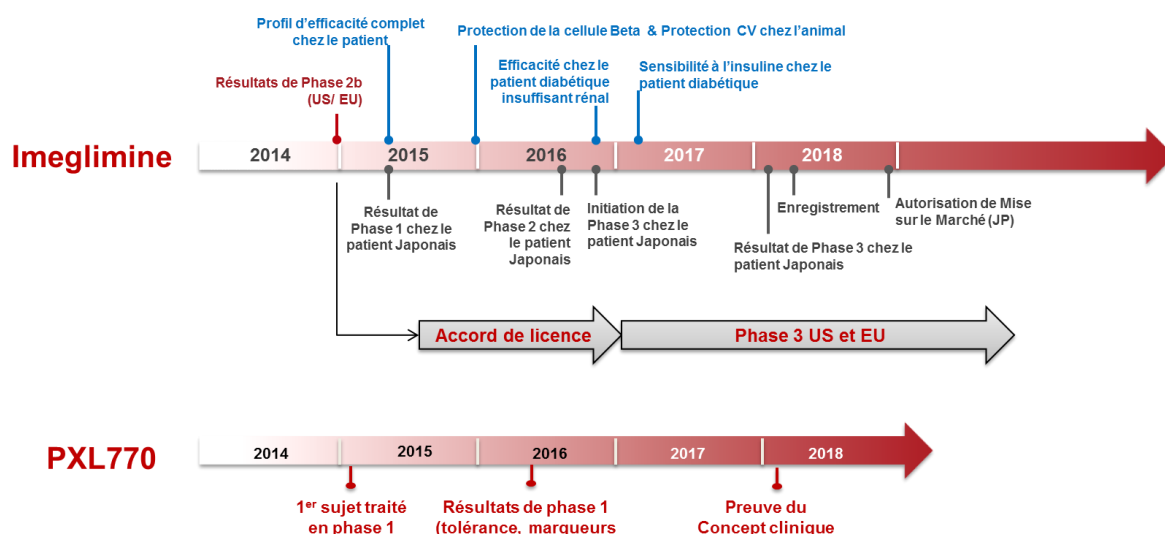 Profil d'efficacité complet
chez le patient
Protection de la cellule Beta & Protection CV chez l'animal
Résultats de Phase 2b
(US/ EU)
Efficacité chez le
patient diabétique
insuffisant rénal
Sensibilité à l'insuline chez le
patient diabétique
Imeglimine
2014
2015
2016
2017
2018
Résultat de
Phase 1 chez le
patient Japonais
Résultat de
Phase 2 chez
le patient
Japonais
Initiation de la
Phase 3 chez le
patient Japonais
Résultat de Phase 3 chez le
patient Japonais
Enregistrement
Autorisation de Mise
sur le Marché (JP)
Accord de licence
Phase 3 US et EU
PXL770
2014
2015
2016
2017
2018
1er sujet traité
en phase 1
Résultats de phase 1
(tolérance, marqueurs
Preuve du
Concept clinique